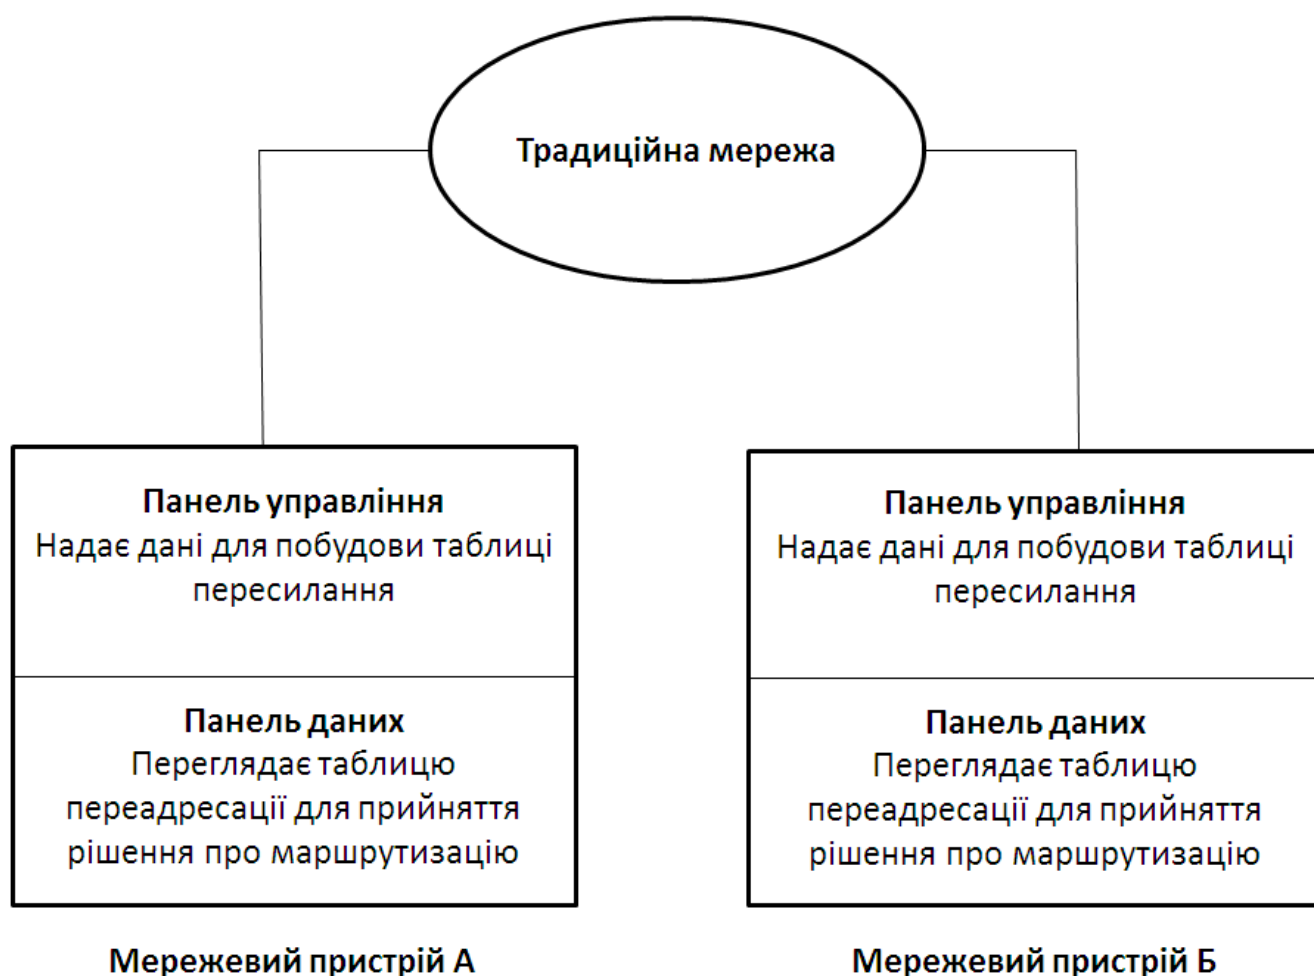 Традиційна мережа
Панель управління
Надає дані для побудови таблиці
пересилання
Панель даних
Переглядає таблицю
переадресації для прийняття
рішення про маршрутизацію
Мережевий пристрій А
Панель управління
Надає дані для побудови таблиці
пересилання
Панель даних
Переглядає таблицю
переадресації для прийняття
рішення про маршрутизацію
Мережевий пристрій Б